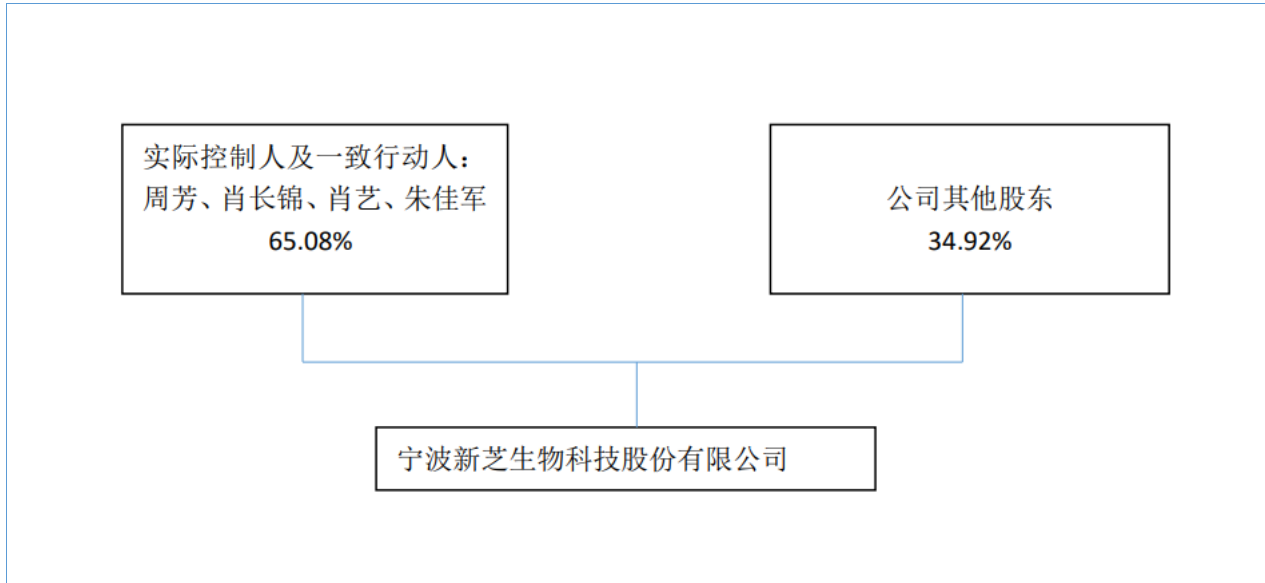 实际控制人及一致行动人：
周芳、肖长锦、肖艺、朱佳军
65.08%
公司其他股东
34.92%
宁波新芝生物科技股份有限公司